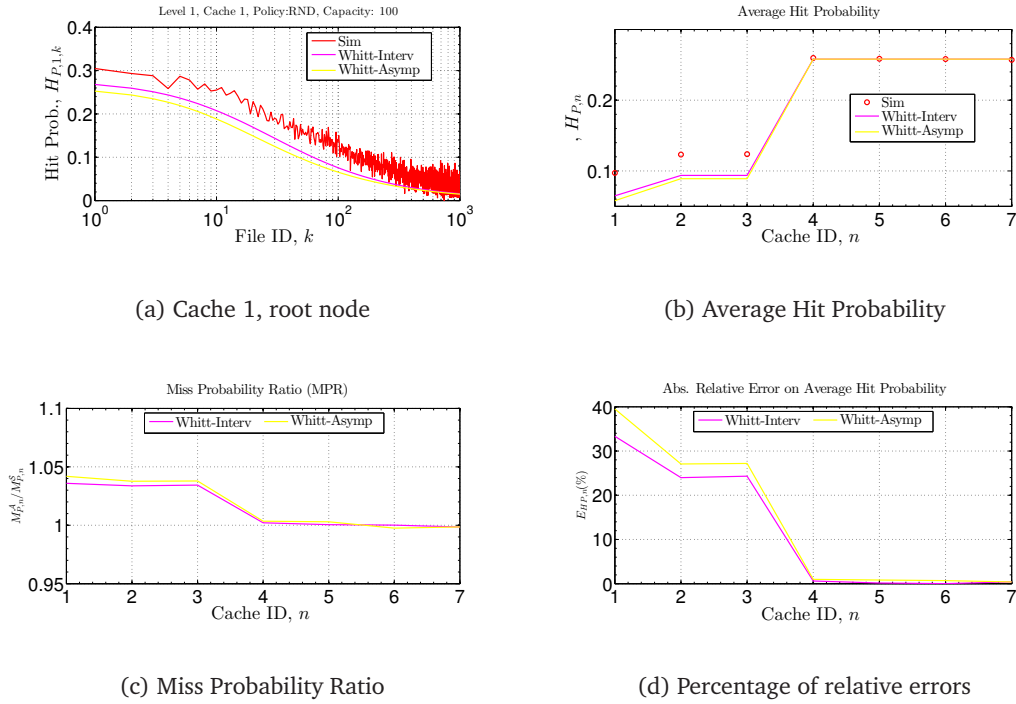 Level 1, Cache 1, Policy:RND, Capacity: 100
Hit Prob., H_{P,1,k}
0.4
0.3
0.2
0.1
0
Sim
Whitt-Interv
Whitt-Asymp
10^0 10^1 10^2 10^3
File ID, k
(a) Cache 1, root node
Average Hit Probability
, H_{P,n}
0.2
0.1
Sim
Whitt-Interv
Whitt-Asymp
1 2 3 4 5 6 7
Cache ID, n
(b) Average Hit Probability
Miss Probability Ratio (MPR)
M^A_{P,n}/M^S_{P,n}
1.1
1.05
1
0.95
Whitt-Interv Whitt-Asymp
1 2 3 4 5 6 7
Cache ID, n
(c) Miss Probability Ratio
Abs. Relative Error on Average Hit Probability
E_{HP,n}(%)
40
30
20
10
0
Whitt-Interv Whitt-Asymp
1 2 3 4 5 6 7
Cache ID, n
(d) Percentage of relative errors